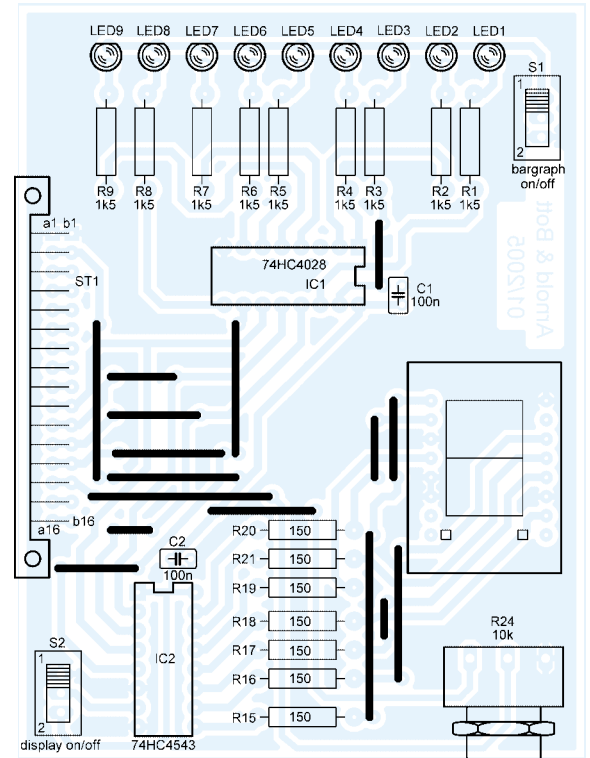 LED9 LED8 LED7 LED6 LED5 LED4 LED3 LED2 LED1
S1
1
2
bargraph
on/off
R9 R8 R7 R6 R5 R4 R3 R2 R1
1k5 1k5 1k5 1k5 1k5 1k5 1k5 1k5 1k5
a1 b1
ST1
74HC4028
IC1
C1
100n
012005
Arnold & Bott
b16
a16
R20 150
R21 150
R19 150
R18 150
R17 150
R16 150
R15 150
C2
100n
IC2
74HC4543
R24
10k
S2
1
2
display on/off